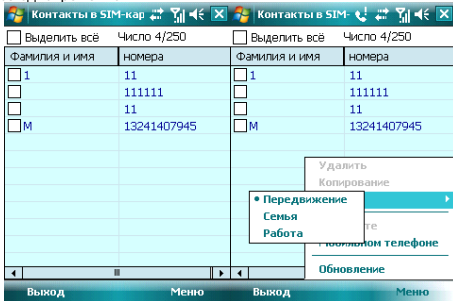 Контакты в SIM-кар
Выделить всё Число 4/250
Фамилия и имя номера
1 11
111111
11
М 13241407945
Выход Меню
Контакты в SIM-
Выделить всё Число 4/250
Фамилия и имя номера
1 11
111111
11
М 13241407945
Удалить
Копирование
Передвижение
Семья
Работа
те
Мобильном телефоне
Обновление
Выход Меню